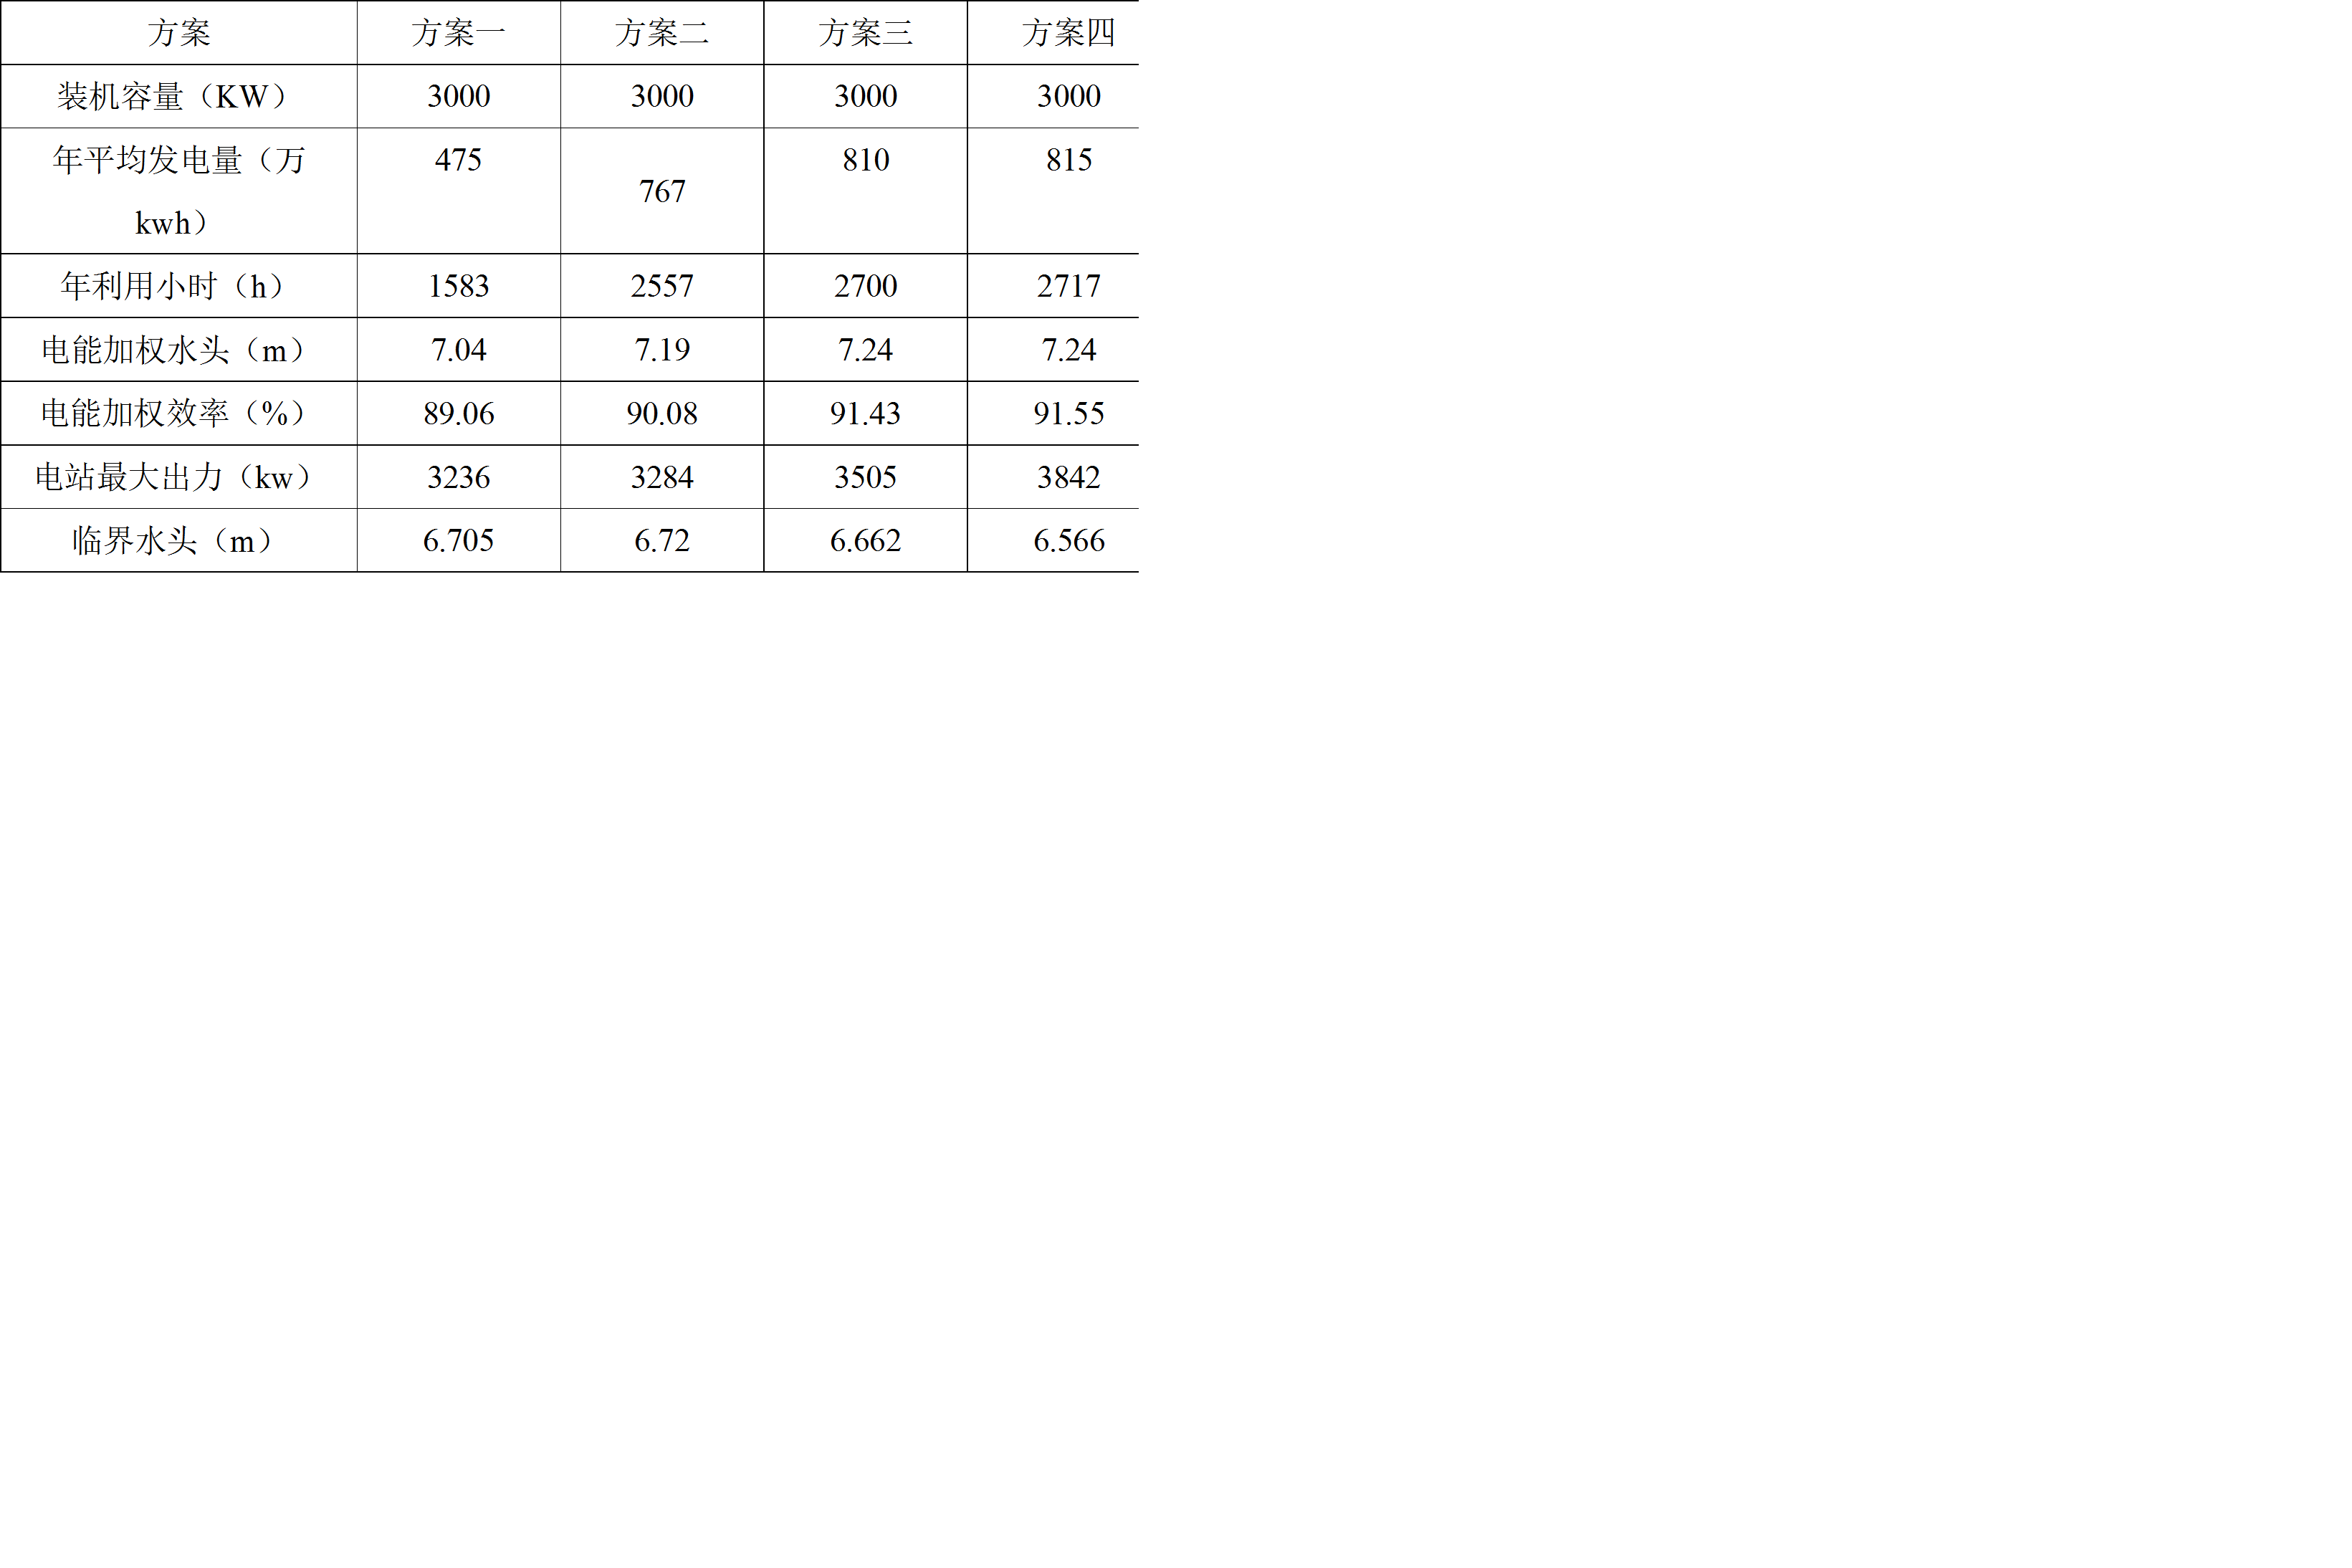 方案 方案一 方案二 方案三 方案四
装机容量（KW） 3000 3000 3000 3000
年平均发电量（万 475 767 810 815
kwh）
年利用小时（h） 1583 2557 2700 2717
电能加权水头（m） 7.04 7.19 7.24 7.24
电能加权效率（%） 89.06 90.08 91.43 91.55
电站最大出力（kw） 3236 3284 3505 3842
临界水头（m） 6.705 6.72 6.662 6.566